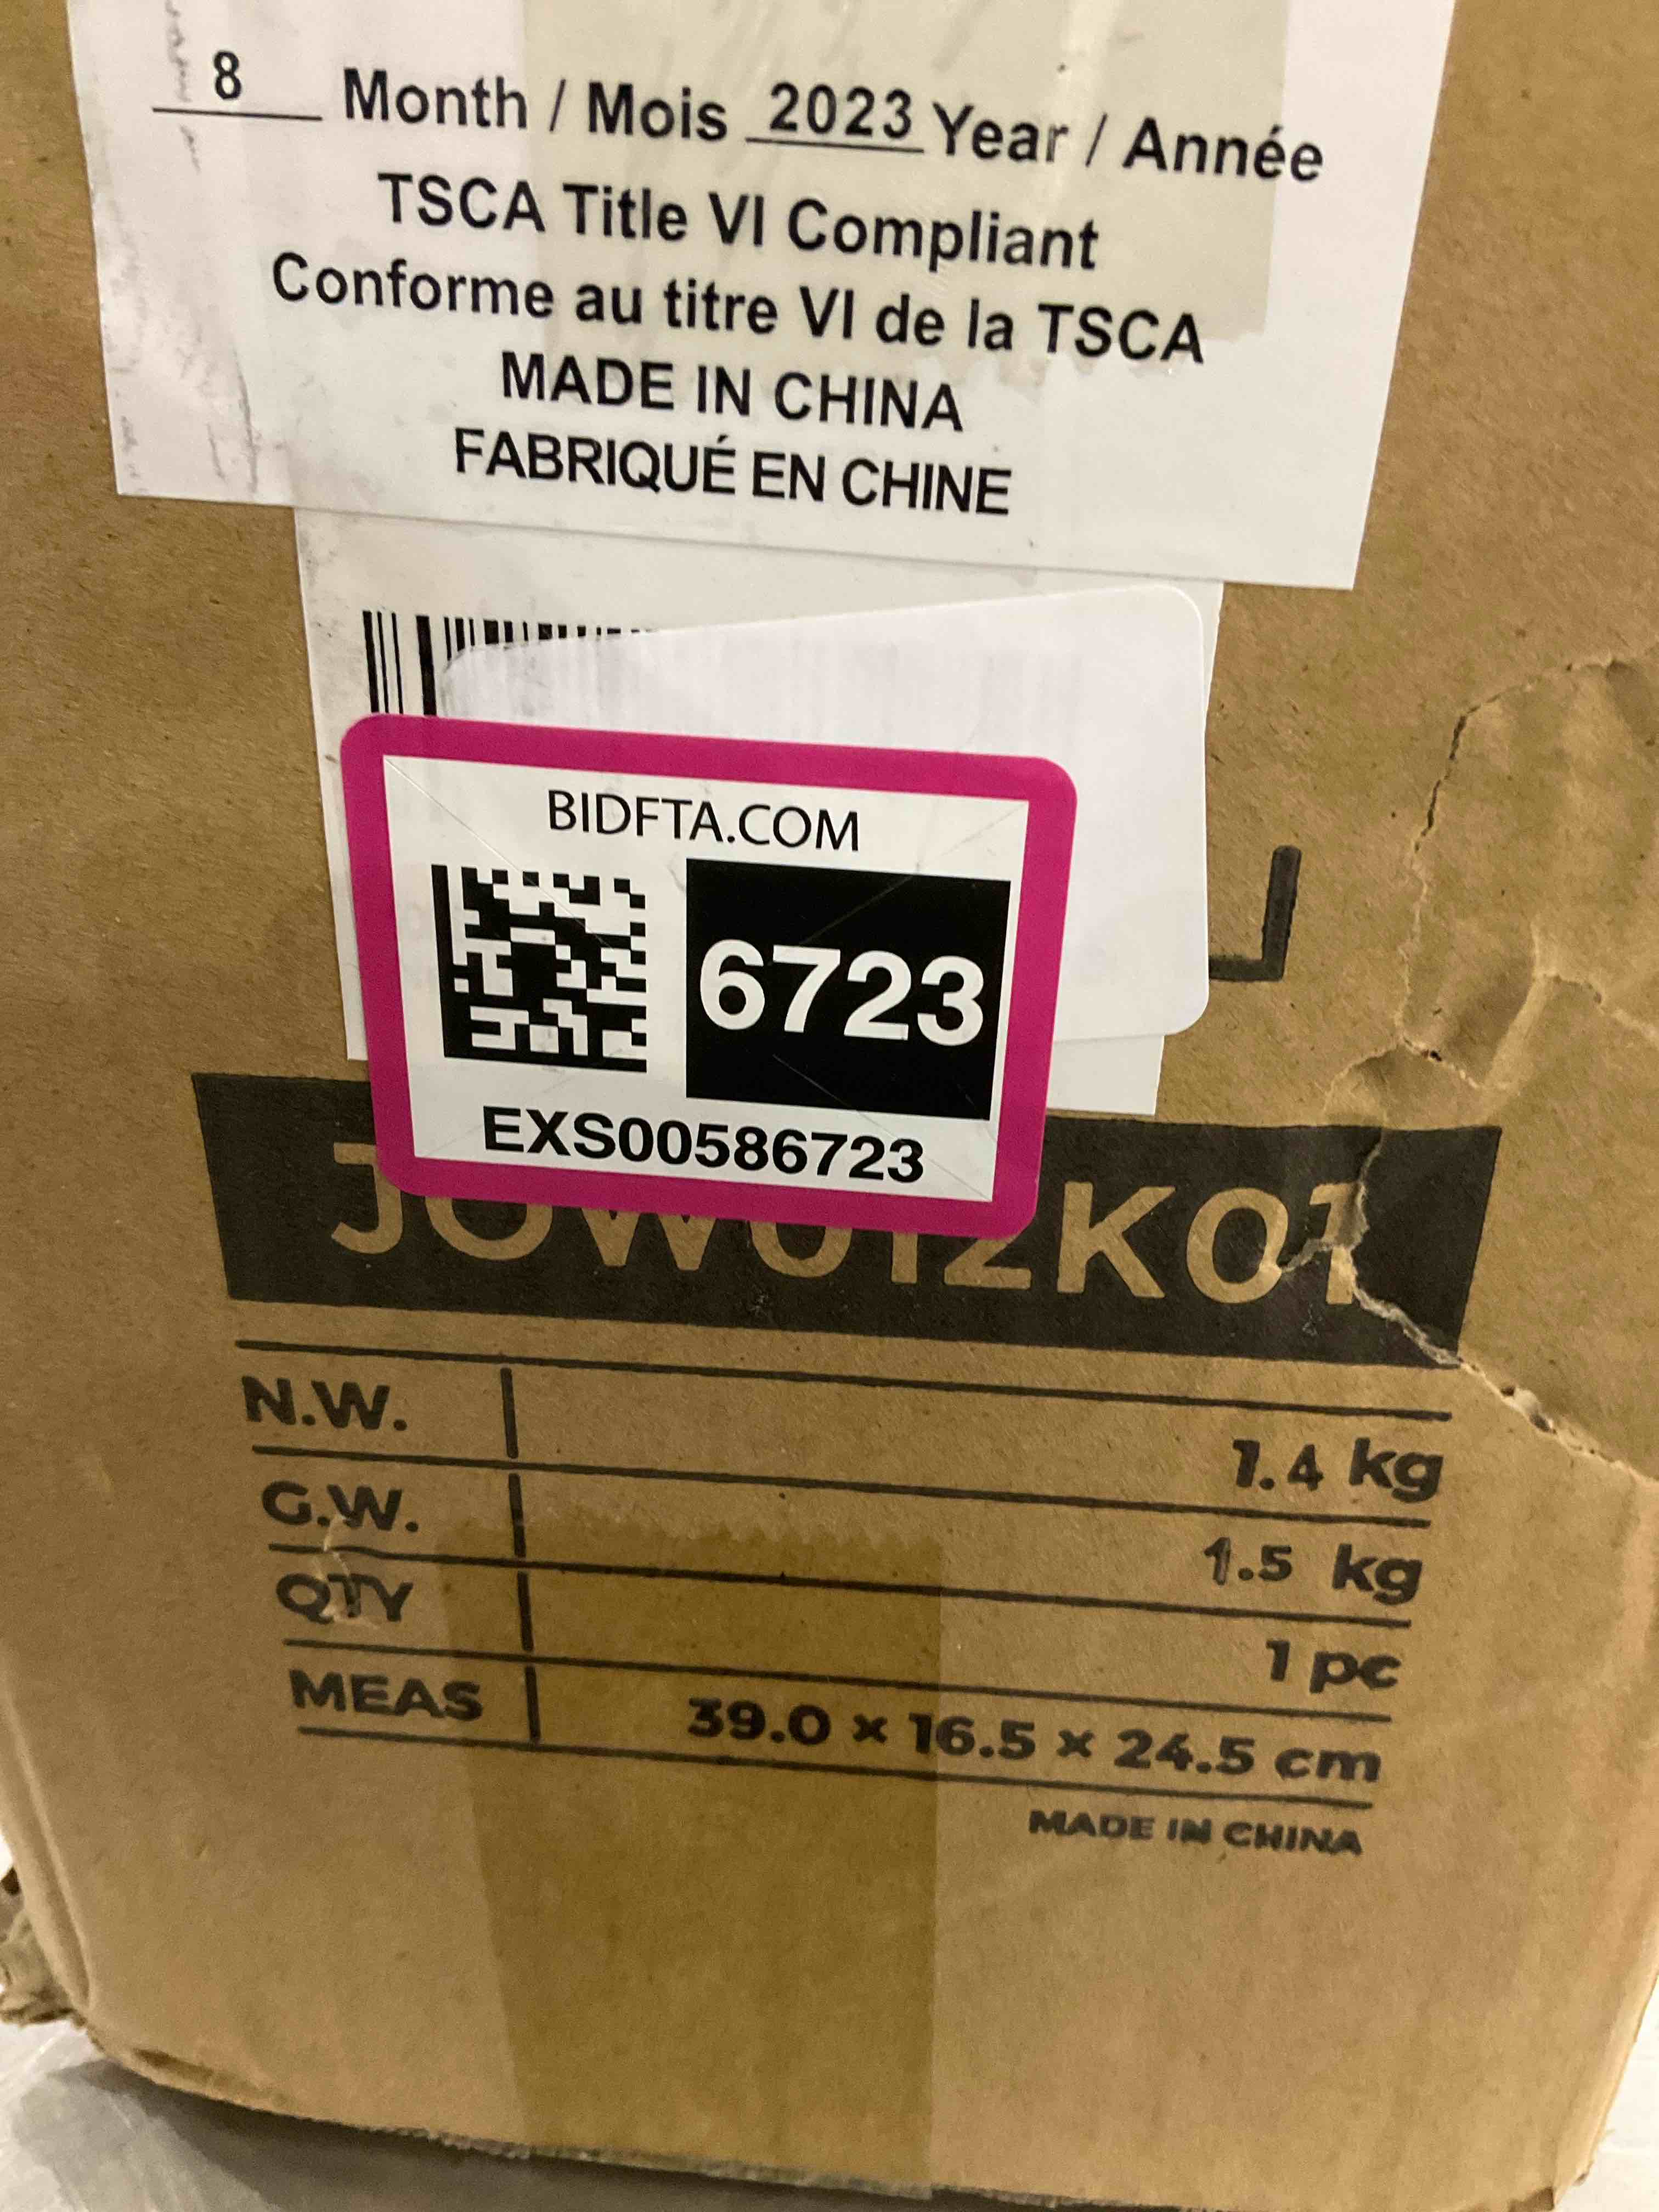 8 Month / Mois 2023 Year / Année
TSCA Title VI Compliant
Conforme au titre VI de la TSCA
MADE IN CHINA
FABRIQUÉ EN CHINE
BIDFTA.COM
6723
EXS00586723
JOW012K01
N.W. 1.4 kg
G.W. 1.5 kg
QTY 1 pc
MEAS 39.0 × 16.5 × 24.5 cm
MADE IN CHINA